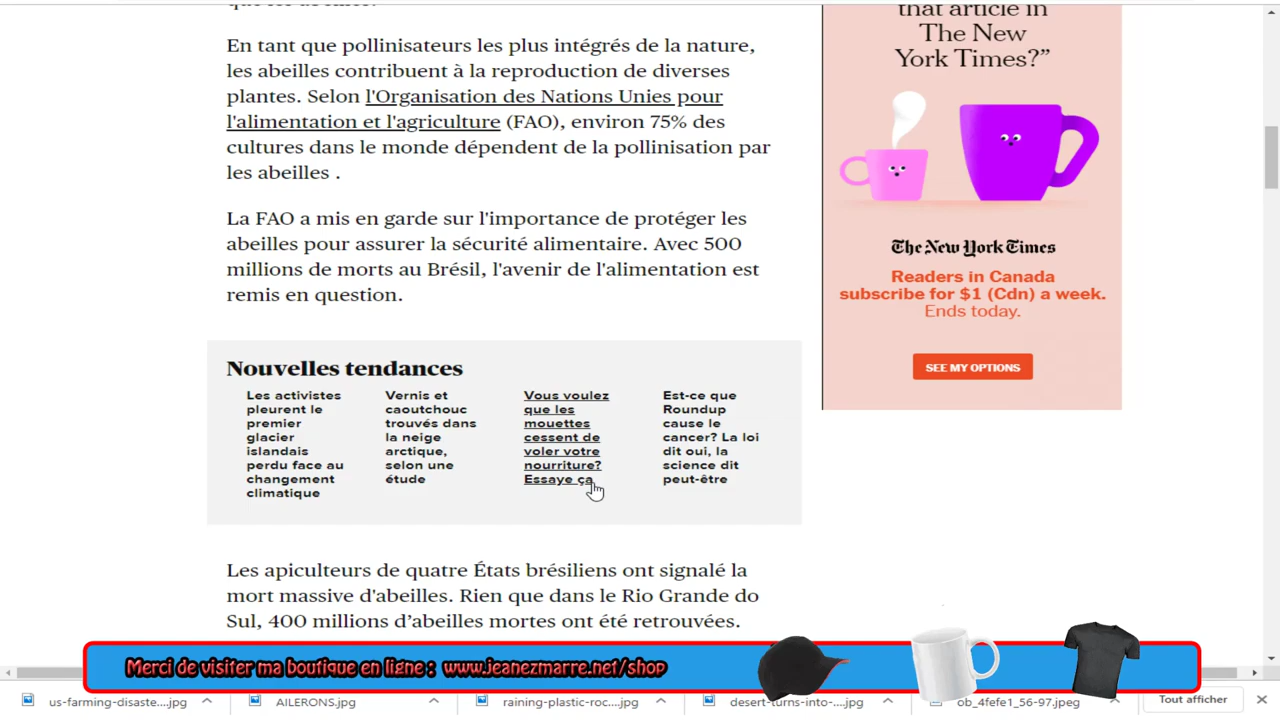 En tant que pollinisateurs les plus intégrés de la nature,
les abeilles contribuent à la reproduction de diverses
plantes. Selon l'Organisation des Nations Unies pour
l'alimentation et l'agriculture (FAO), environ 75% des
cultures dans le monde dépendent de la pollinisation par
les abeilles .
La FAO a mis en garde sur l'importance de protéger les
abeilles pour assurer la sécurité alimentaire. Avec 500
millions de morts au Brésil, l'avenir de l'alimentation est
remis en question.
Nouvelles tendances
Les activistes
pleurent le
premier
glacier
islandais
perdu face au
changement
climatique
Vernis et
caoutchouc
trouvés dans
la neige
arctique,
selon une
étude
Vous voulez
que les
mouettes
cessent de
voler votre
nourriture?
Essaye ça
Est-ce que
Roundup
cause le
cancer? La loi
dit oui, la
science dit
peut-être
Les apiculteurs de quatre États brésiliens ont signalé la
mort massive d'abeilles. Rien que dans le Rio Grande do
Sul, 400 millions d’abeilles mortes ont été retrouvées.
that article in
The New
York Times?”
The New York Times
Readers in Canada
subscribe for $1 (Cdn) a week.
Ends today.
SEE MY OPTIONS
Merci de visiter ma boutique en ligne : www.jeanezmarre.net/shop
us-farming-disaste....jpg
AILERONS.jpg
raining-plastic-roc....jpg
desert-turns-into-....jpg
ob_4fefe1_56-97.jpeg
Tout afficher